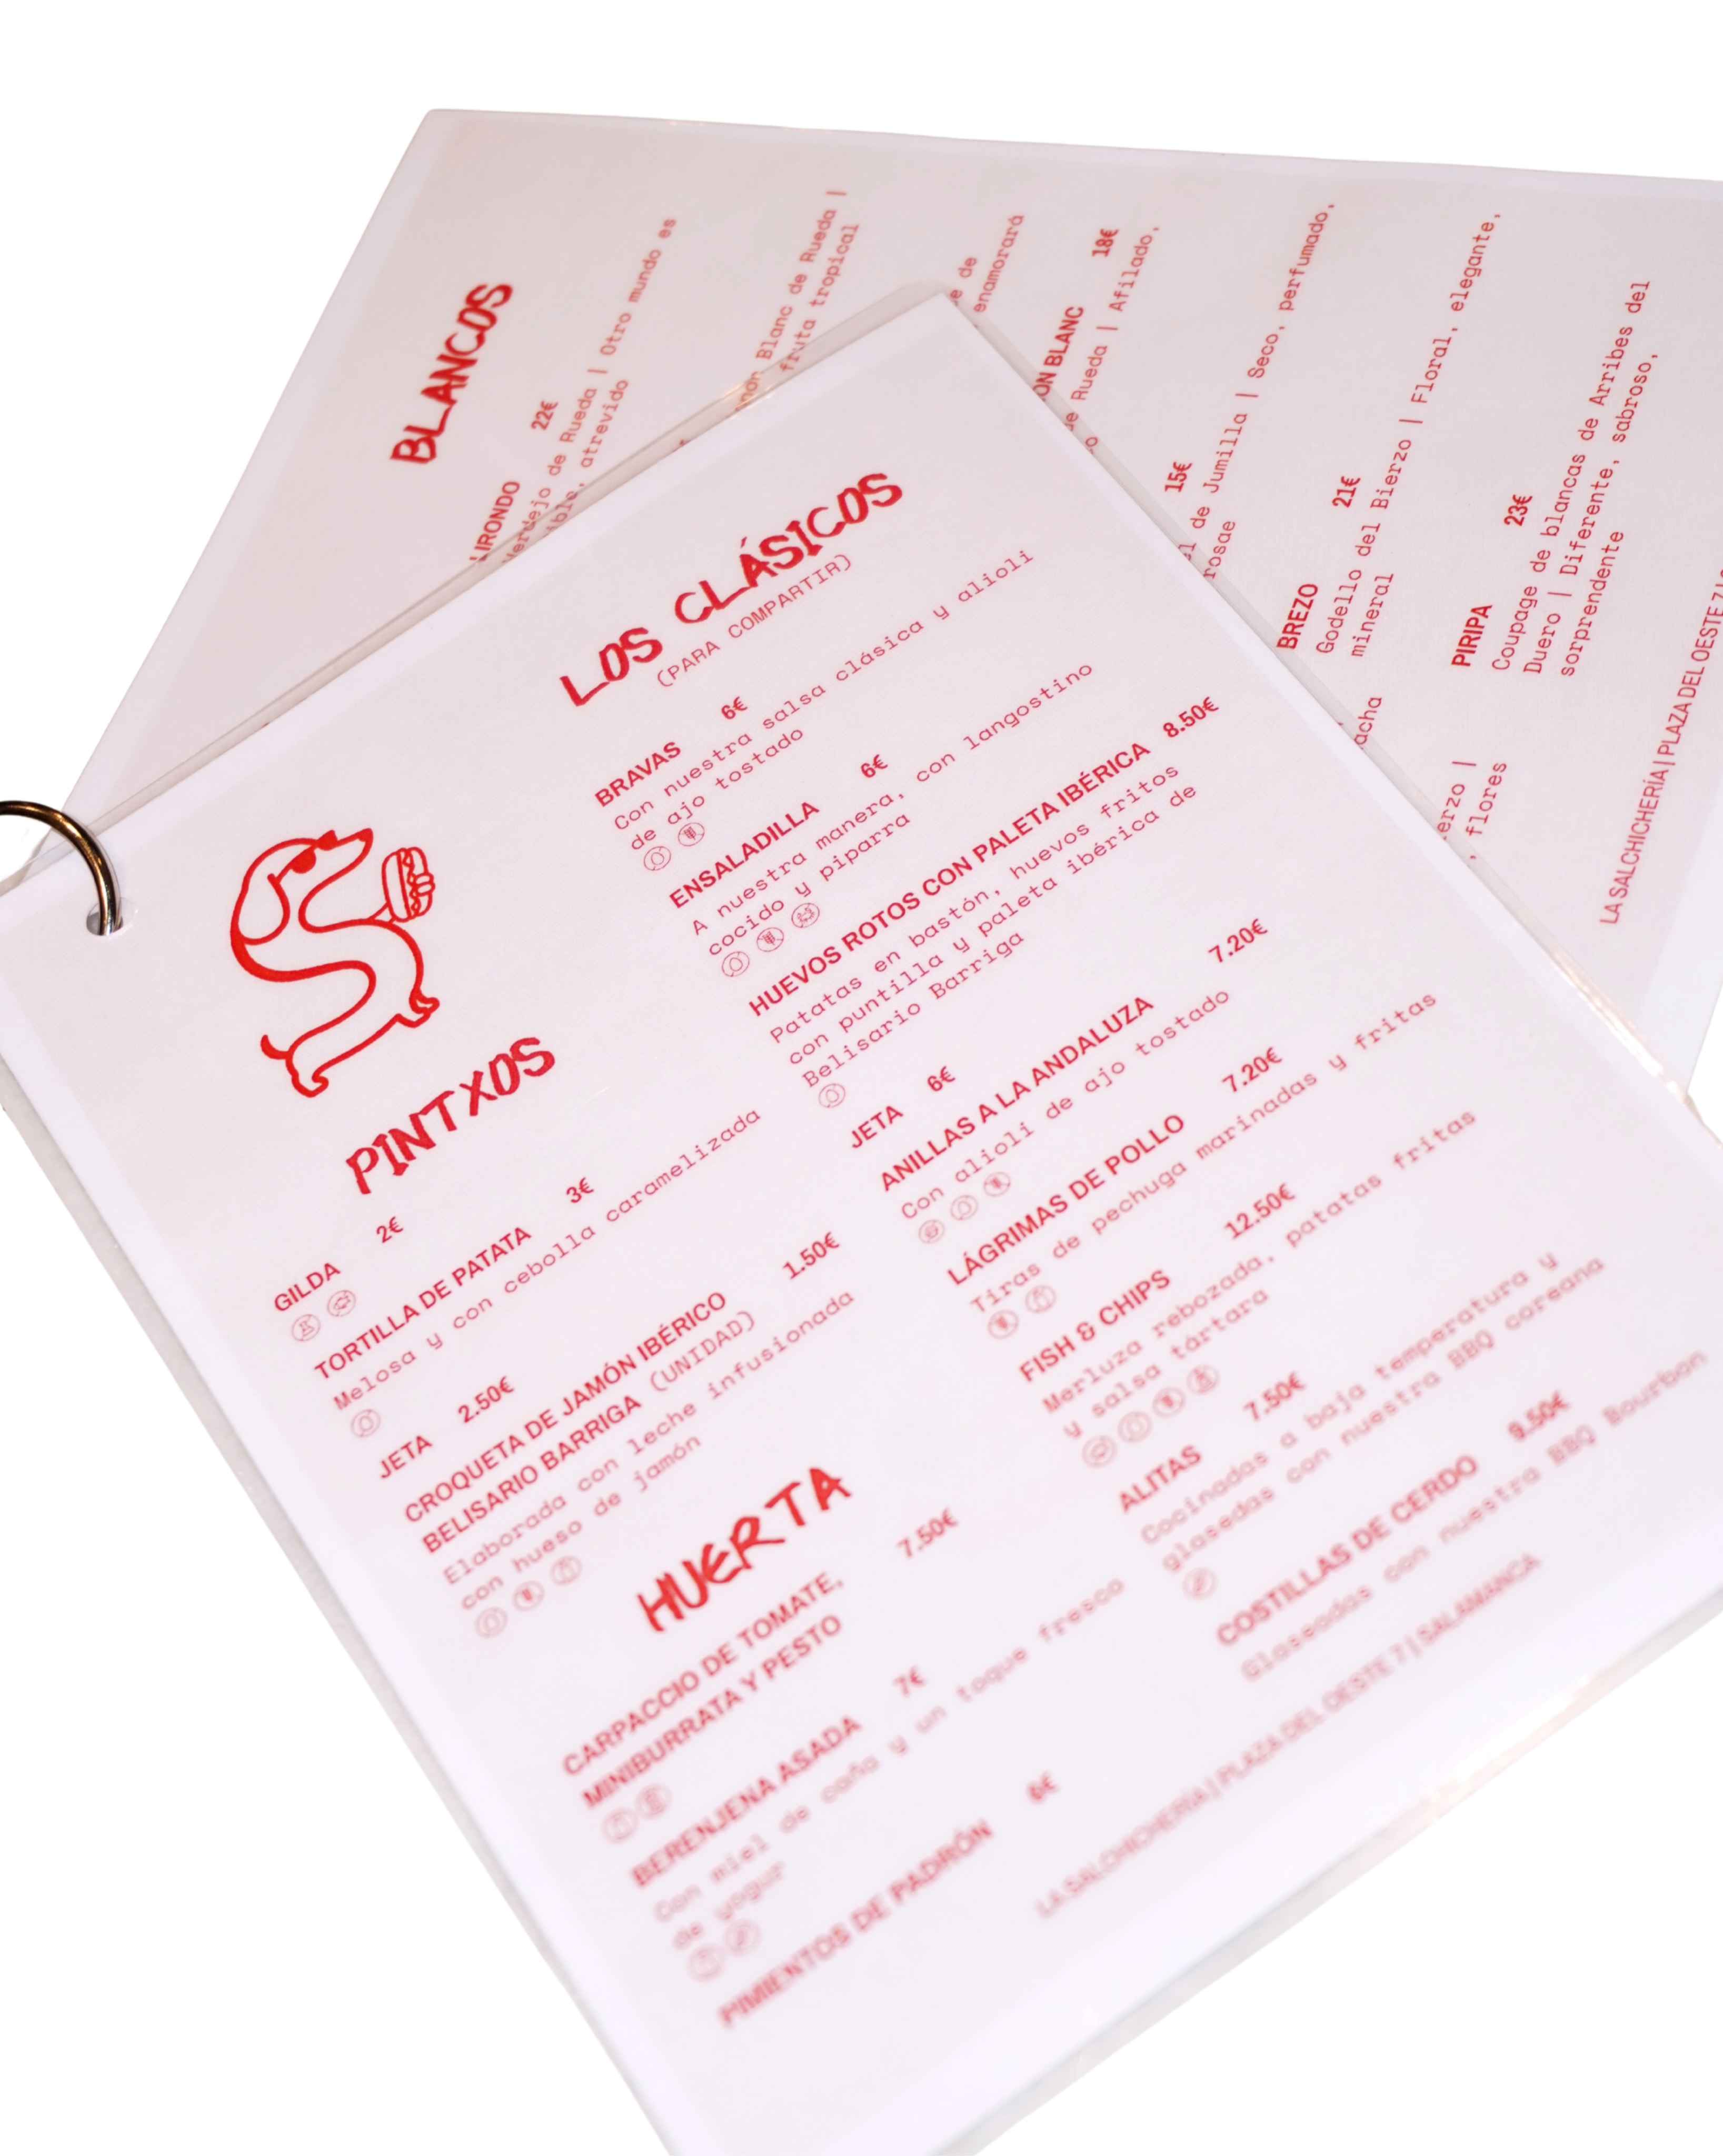 PINTXOS
GILDA 2€
TORTILLA DE PATATA 3€
Melosa y con cebolla caramelizada
JETA 2.50€
CROQUETA DE JAMÓN IBÉRICO 1.50€
BELISARIO BARRIGA (UNIDAD)
Elaborada con leche infusionada
con hueso de jamón
HUERTA
CARPACCIO DE TOMATE, 7.50€
MINIBURRATA Y PESTO
BERENJENA ASADA 7€
Con miel de caña y un toque fresco
de yogur
PIMIENTOS DE PADRÓN 6€
LOS CLÁSICOS
(PARA COMPARTIR)
BRAVAS 6€
Con nuestra salsa clásica y alioli
de ajo tostado
ENSALADILLA 6€
A nuestra manera, con langostino
cocido y piparra
HUEVOS ROTOS CON PALETA IBÉRICA 8.50€
Patatas en bastón, huevos fritos
con puntilla y paleta ibérica de
Belisario Barriga
JETA 6€
ANILLAS A LA ANDALUZA 7.20€
Con alioli de ajo tostado
LÁGRIMAS DE POLLO 7.20€
Tiras de pechuga marinadas y fritas
FISH & CHIPS 12.50€
Merluza rebozada, patatas fritas
y salsa tártara
ALITAS 7.50€
Cocinadas a baja temperatura y
glasedas con nuestra BBQ coreana
COSTILLAS DE CERDO 9.50€
Glaseadas con nuestra BBQ Bourbon
LA SALCHICHERÍA | PLAZA DEL OESTE 7 | SALAMANCA
BLANCOS
22€
de Rueda | Otro mundo es
atrevido
Blanc de Rueda |
fruta tropical
de
enamorará
BLANC 18€
Rueda | Afilado,
15€
de Jumilla | Seco, perfumado,
rosae
BREZO 21€
Godello del Bierzo | Floral, elegante,
mineral
PIRIPA 23€
Coupage de blancas de Arribes del
Duero | Diferente, sabroso,
sorprendente
flores
LA SALCHICHERÍA | PLAZA DEL OESTE 7 |